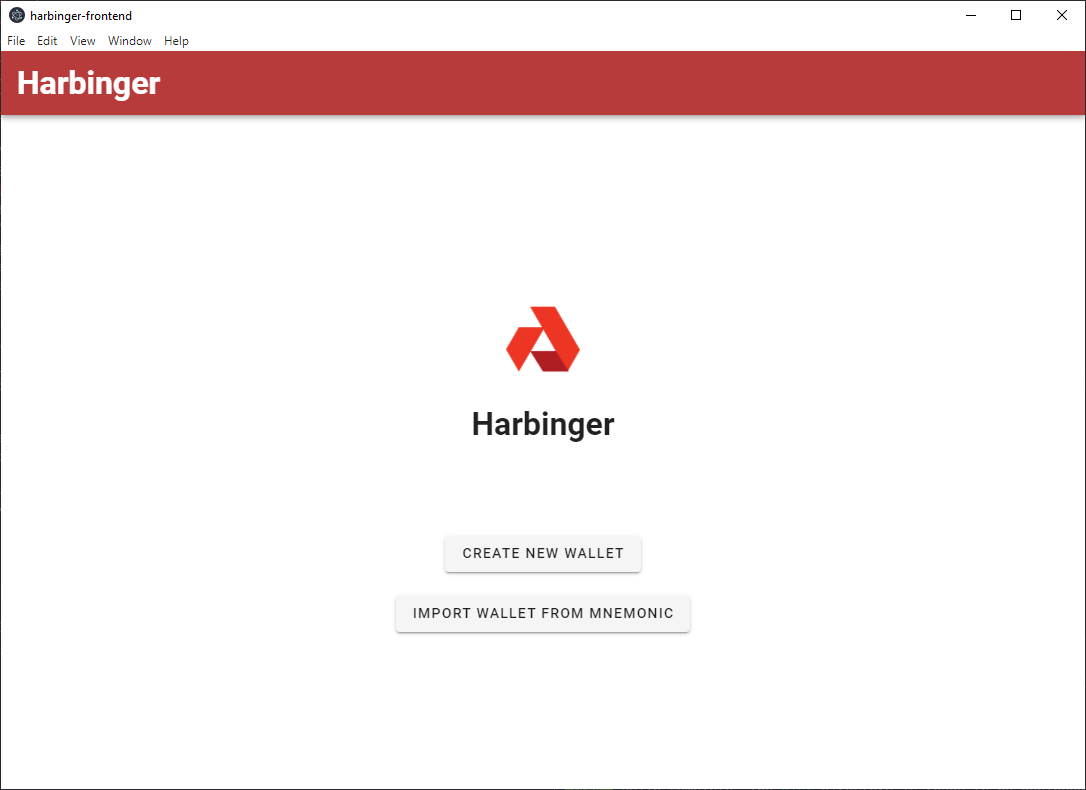 harbinger-frontend
File Edit View Window Help
Harbinger
Harbinger
CREATE NEW WALLET
IMPORT WALLET FROM MNEMONIC